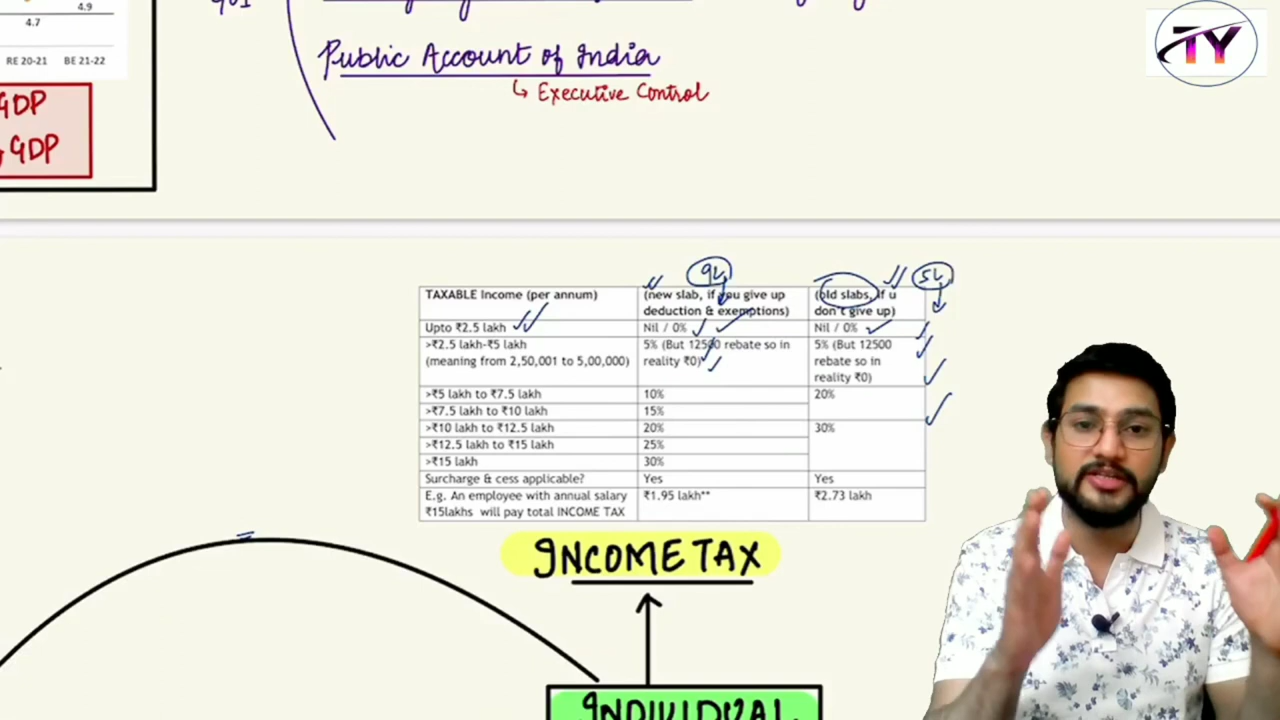 4.9
4.7
RE 20-21 BE 21-22
GDP
GDP
Public Account of India
↳ Executive Control
TY
9L
5L
TAXABLE Income (per annum) (new slab, if you give up deduction & exemptions) (old slabs, if u don't give up)
Upto ₹2.5 lakh Nil / 0% Nil / 0%
>₹2.5 lakh-₹5 lakh (meaning from 2,50,001 to 5,00,000) 5% (But 12500 rebate so in reality ₹0) 5% (But 12500 rebate so in reality ₹0)
>₹5 lakh to ₹7.5 lakh 10% 20%
>₹7.5 lakh to ₹10 lakh 15%
>₹10 lakh to ₹12.5 lakh 20% 30%
>₹12.5 lakh to ₹15 lakh 25%
>₹15 lakh 30%
Surcharge & cess applicable? Yes Yes
E.g. An employee with annual salary ₹15lakhs will pay total INCOME TAX ₹1.95 lakh** ₹2.73 lakh
INCOME TAX
INDIVIDUAL